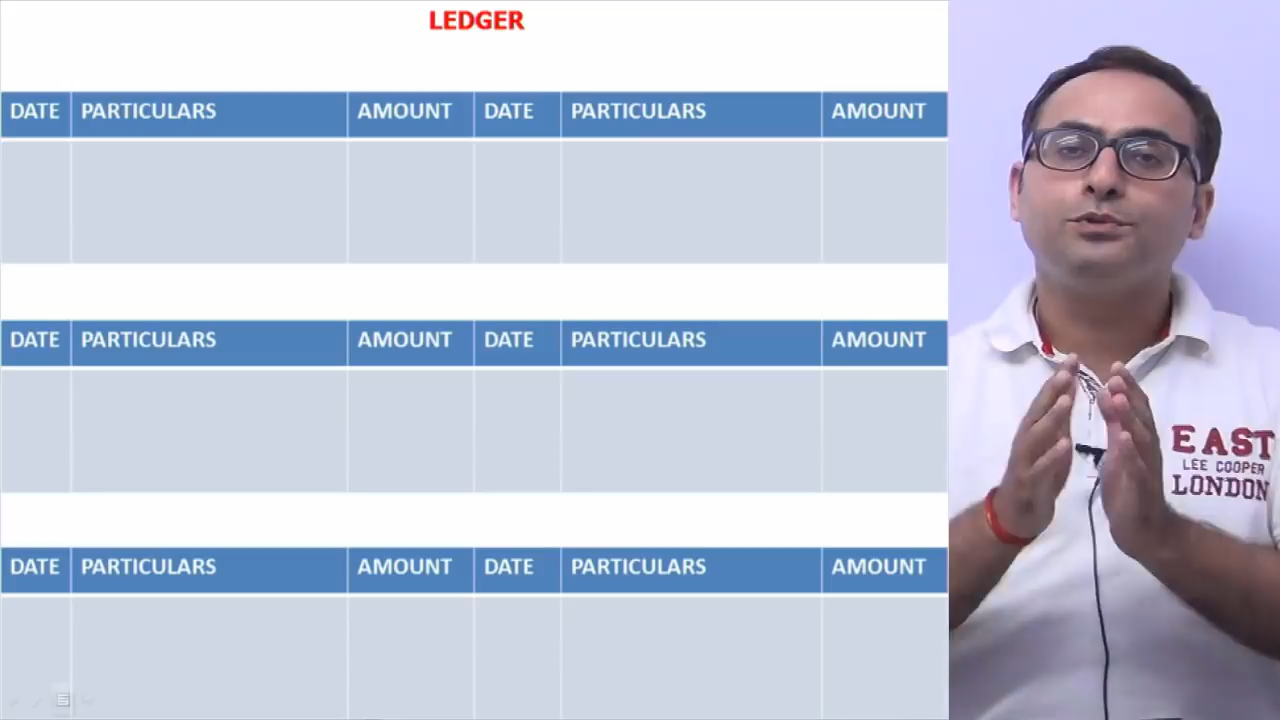 LEDGER
DATE PARTICULARS AMOUNT DATE PARTICULARS AMOUNT
DATE PARTICULARS AMOUNT DATE PARTICULARS AMOUNT
DATE PARTICULARS AMOUNT DATE PARTICULARS AMOUNT
EAST
LEE COOPER
LONDON